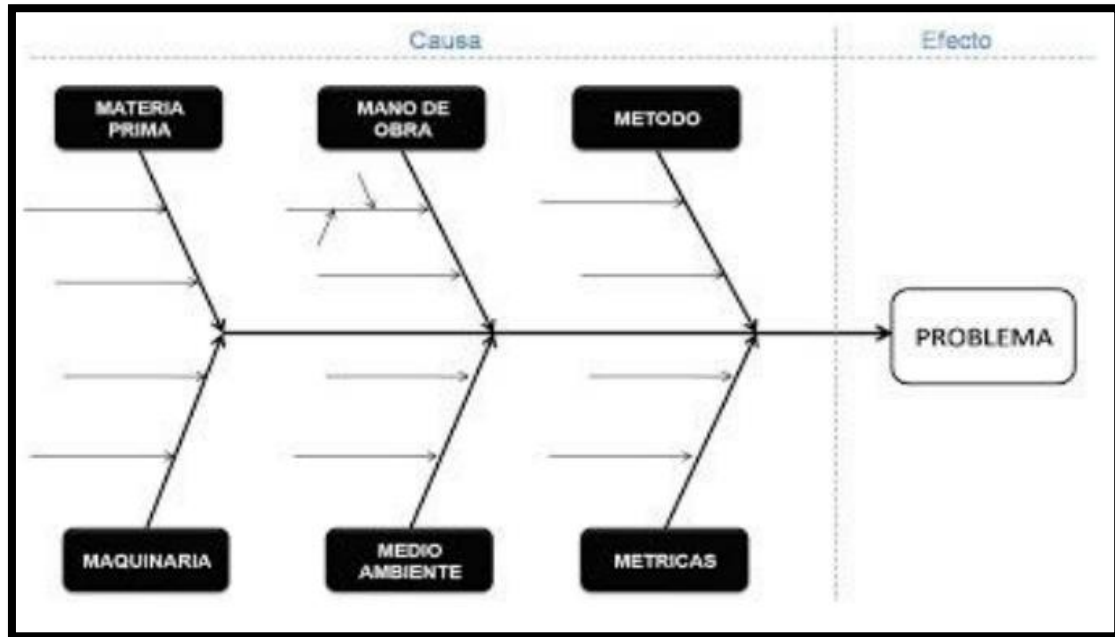 Causa
Efecto
MATERIA
PRIMA
MANO DE
OBRA
METODO
PROBLEMA
MAQUINARIA
MEDIO
AMBIENTE
METRICAS